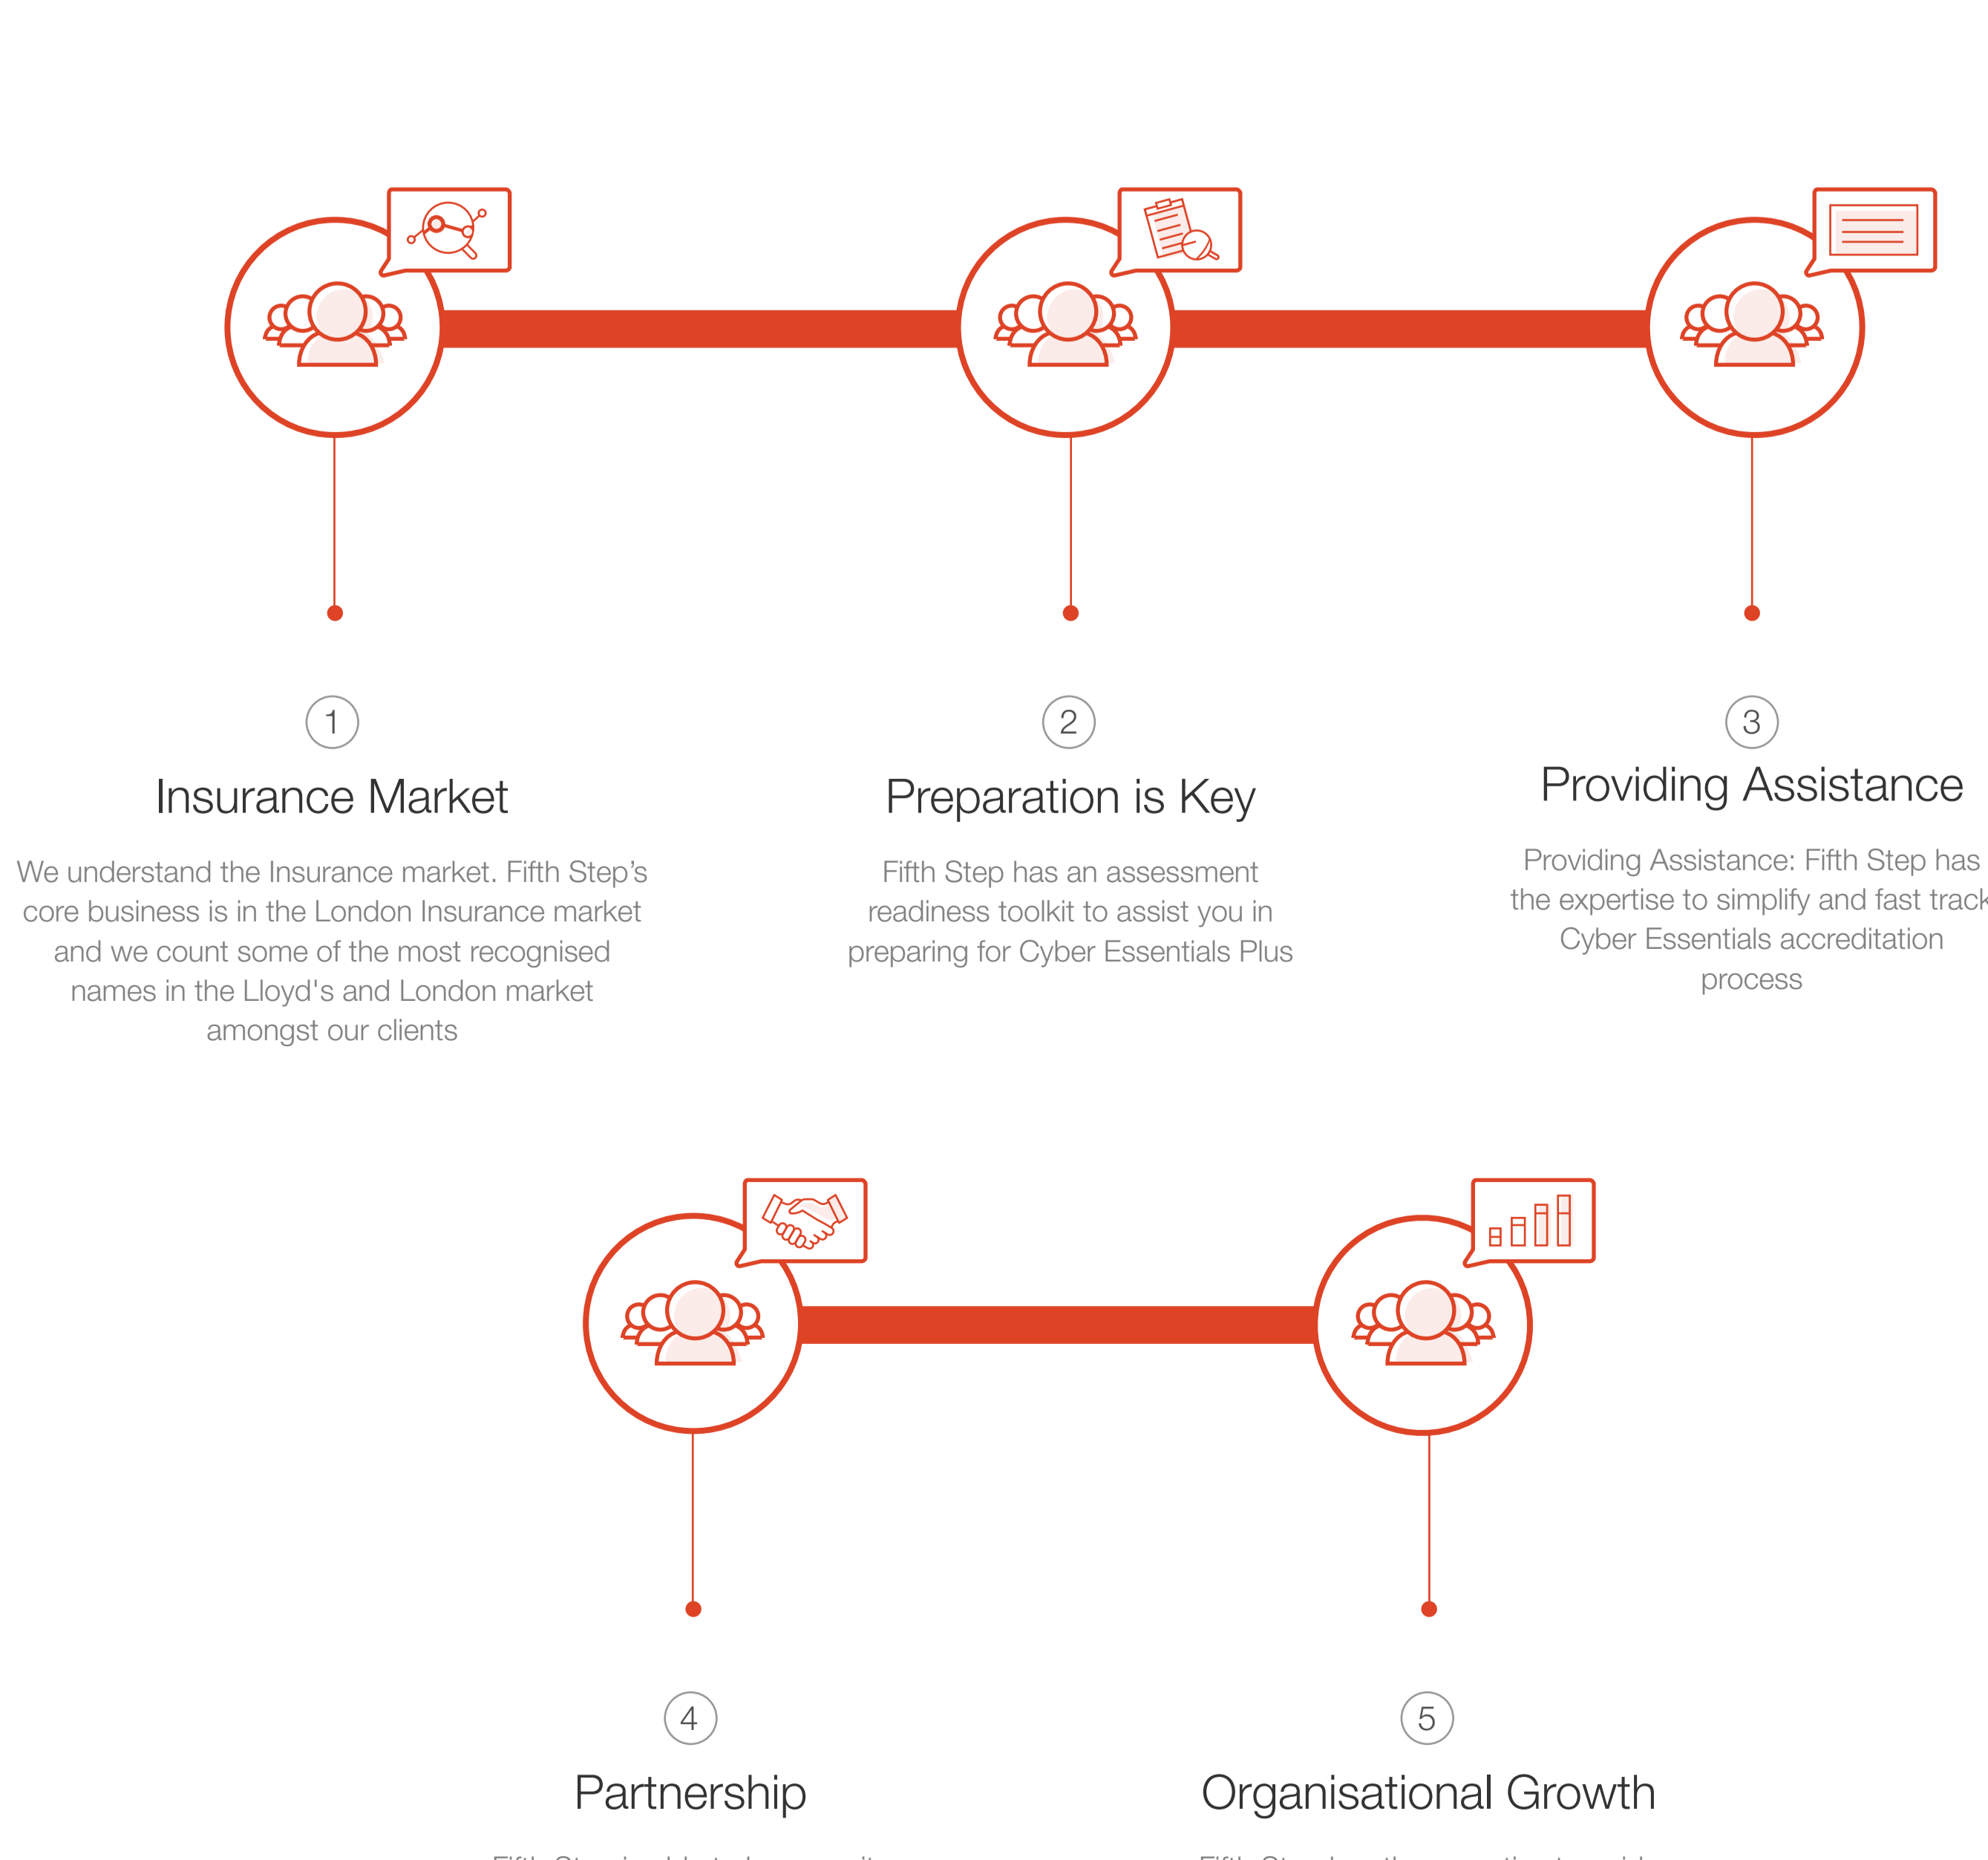 1
Insurance Market
We understand the Insurance market. Fifth Step’s
core business is in the London Insurance market
and we count some of the most recognised
names in the Lloyd's and London market
amongst our clients
2
Preparation is Key
Fifth Step has an assessment
readiness toolkit to assist you in
preparing for Cyber Essentials Plus
3
Providing Assistance
Providing Assistance: Fifth Step has
the expertise to simplify and fast track
Cyber Essentials accreditation
process
4
Partnership
5
Organisational Growth